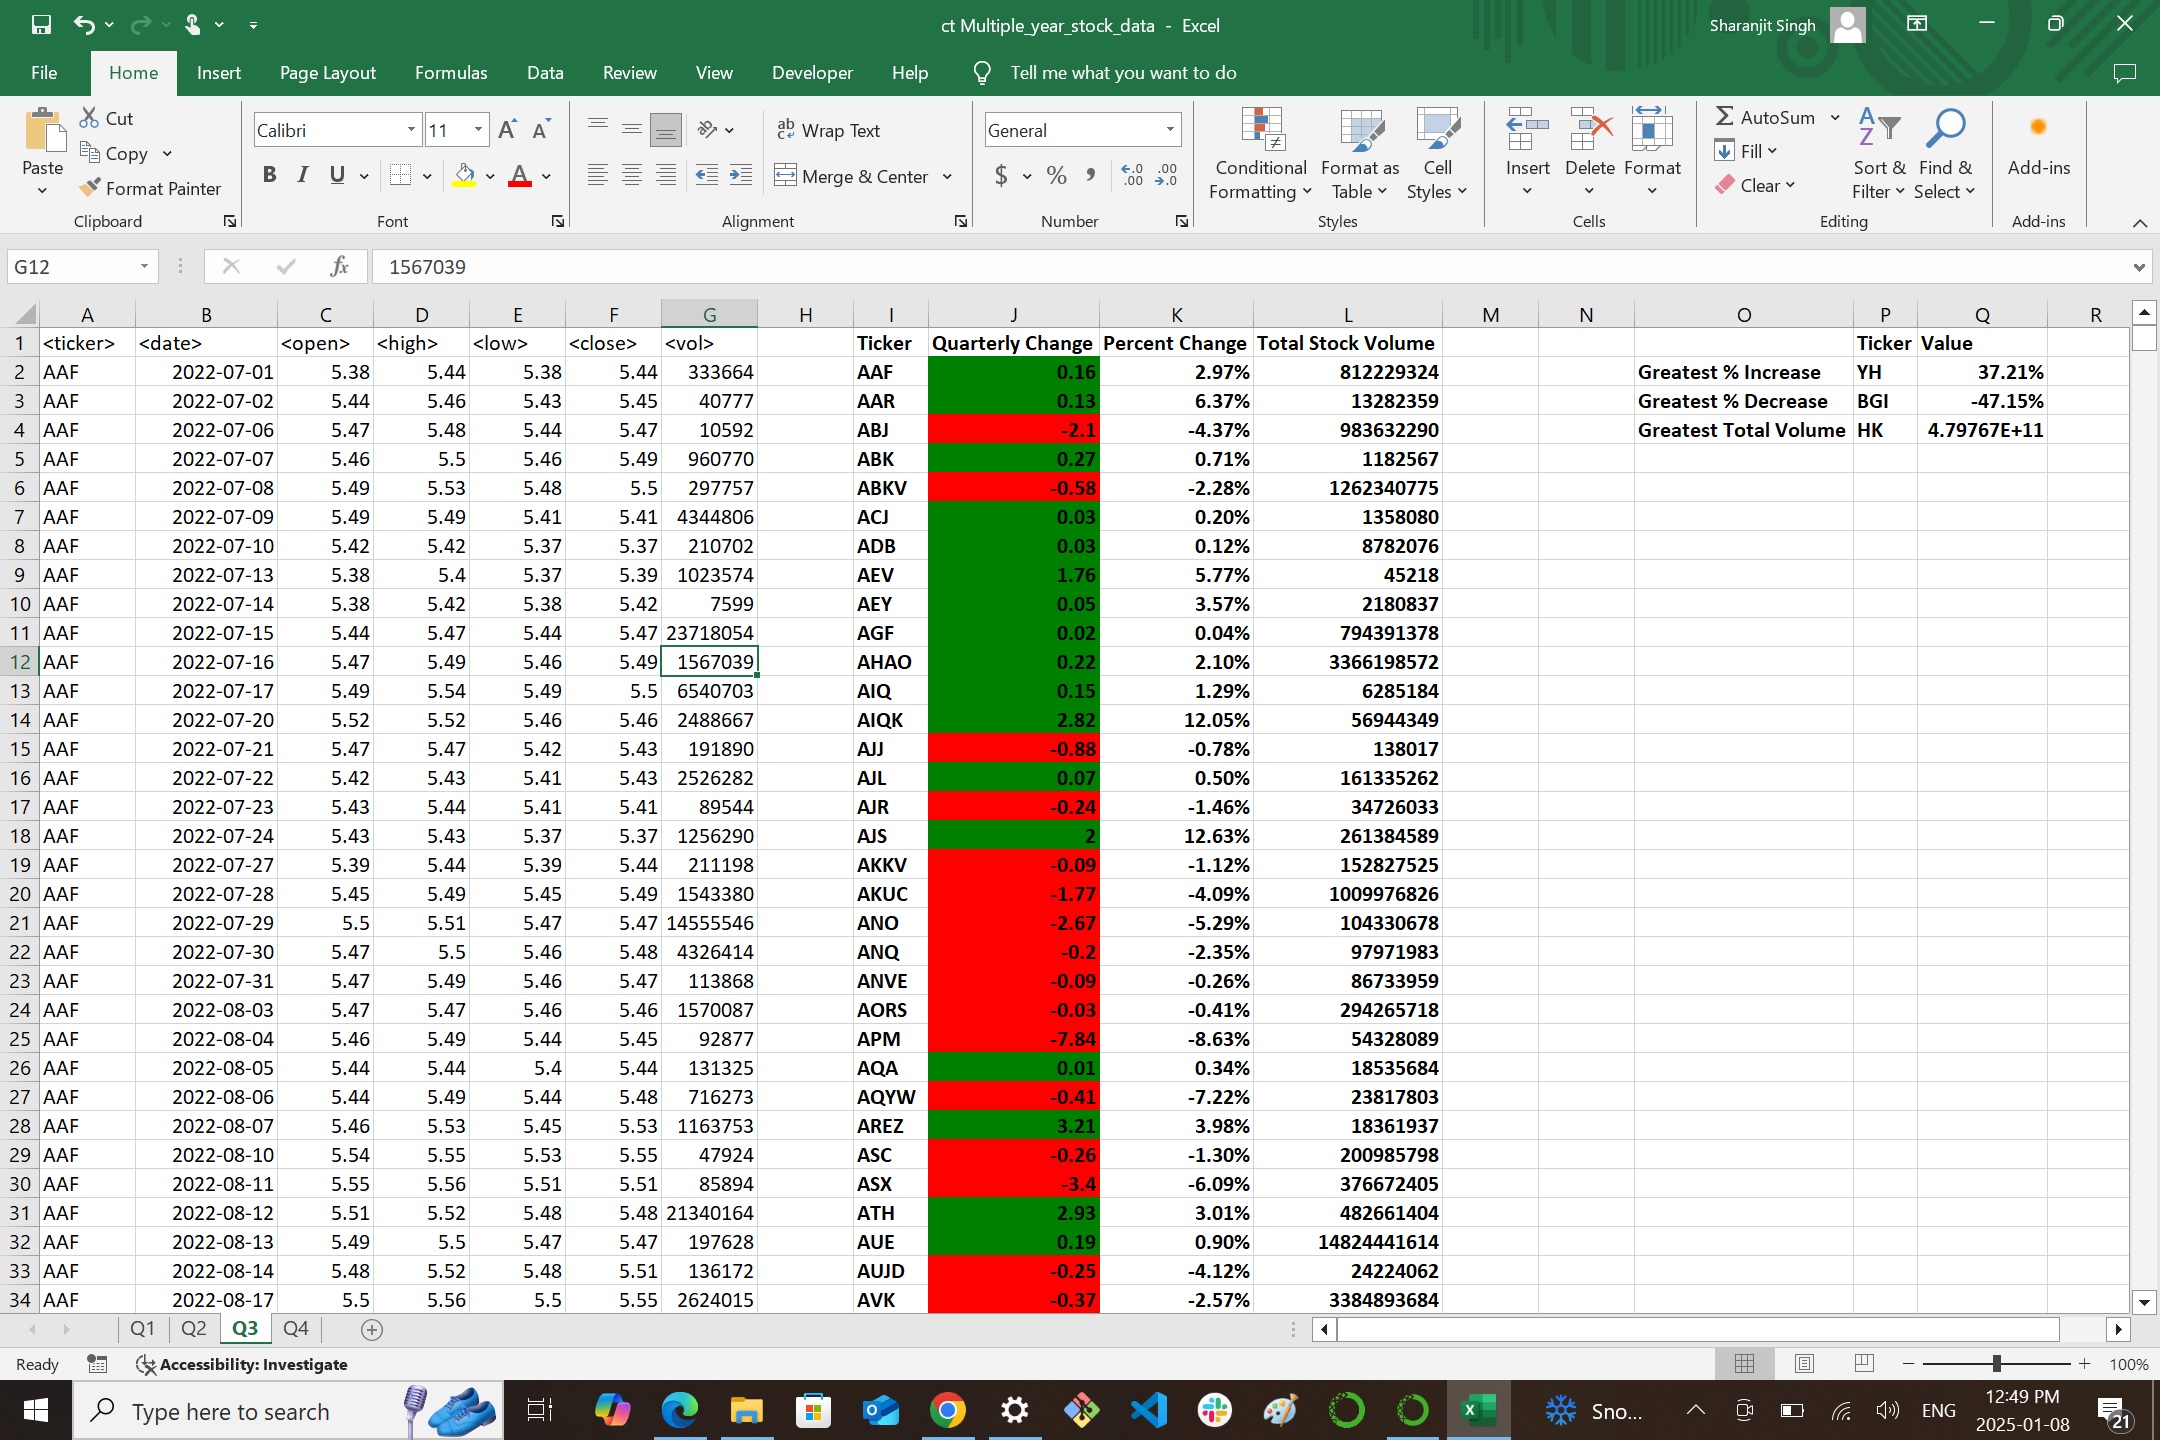 ct Multiple_year_stock_data - Excel
Sharanjit Singh
File Home Insert Page Layout Formulas Data Review View Developer Help Tell me what you want to do
Paste Cut Copy Format Painter Clipboard
Calibri 11 A A B I U A Font
ab Wrap Text Merge & Center Alignment
General $ % , Number
Conditional Formatting Format as Table Cell Styles Styles
Insert Delete Format Cells
AutoSum Fill Clear Sort & Filter Find & Select Editing
Add-ins Add-ins
G12 fx 1567039
A B C D E F G H I J K L M N O P Q R
1 <ticker> <date> <open> <high> <low> <close> <vol> Ticker Quarterly Change Percent Change Total Stock Volume Ticker Value
2 AAF 2022-07-01 5.38 5.44 5.38 5.44 333664 AAF 0.16 2.97% 812229324 Greatest % Increase YH 37.21%
3 AAF 2022-07-02 5.44 5.46 5.43 5.45 40777 AAR 0.13 6.37% 13282359 Greatest % Decrease BGI -47.15%
4 AAF 2022-07-06 5.47 5.48 5.44 5.47 10592 ABJ -2.1 -4.37% 983632290 Greatest Total Volume HK 4.79767E+11
5 AAF 2022-07-07 5.46 5.5 5.46 5.49 960770 ABK 0.27 0.71% 1182567
6 AAF 2022-07-08 5.49 5.53 5.48 5.5 297757 ABKV -0.58 -2.28% 1262340775
7 AAF 2022-07-09 5.49 5.49 5.41 5.41 4344806 ACJ 0.03 0.20% 1358080
8 AAF 2022-07-10 5.42 5.42 5.37 5.37 210702 ADB 0.03 0.12% 8782076
9 AAF 2022-07-13 5.38 5.4 5.37 5.39 1023574 AEV 1.76 5.77% 45218
10 AAF 2022-07-14 5.38 5.42 5.38 5.42 7599 AEY 0.05 3.57% 2180837
11 AAF 2022-07-15 5.44 5.47 5.44 5.47 23718054 AGF 0.02 0.04% 794391378
12 AAF 2022-07-16 5.47 5.49 5.46 5.49 1567039 AHAO 0.22 2.10% 3366198572
13 AAF 2022-07-17 5.49 5.54 5.49 5.5 6540703 AIQ 0.15 1.29% 6285184
14 AAF 2022-07-20 5.52 5.52 5.46 5.46 2488667 AIQK 2.82 12.05% 56944349
15 AAF 2022-07-21 5.47 5.47 5.42 5.43 191890 AJJ -0.88 -0.78% 138017
16 AAF 2022-07-22 5.42 5.43 5.41 5.43 2526282 AJL 0.07 0.50% 161335262
17 AAF 2022-07-23 5.43 5.44 5.41 5.41 89544 AJR -0.24 -1.46% 34726033
18 AAF 2022-07-24 5.43 5.43 5.37 5.37 1256290 AJS 2 12.63% 261384589
19 AAF 2022-07-27 5.39 5.44 5.39 5.44 211198 AKKV -0.09 -1.12% 152827525
20 AAF 2022-07-28 5.45 5.49 5.45 5.49 1543380 AKUC -1.77 -4.09% 1009976826
21 AAF 2022-07-29 5.5 5.51 5.47 5.47 14555546 ANO -2.67 -5.29% 104330678
22 AAF 2022-07-30 5.47 5.5 5.46 5.48 4326414 ANQ -0.2 -2.35% 97971983
23 AAF 2022-07-31 5.47 5.49 5.46 5.47 113868 ANVE -0.09 -0.26% 86733959
24 AAF 2022-08-03 5.47 5.47 5.46 5.46 1570087 AORS -0.03 -0.41% 294265718
25 AAF 2022-08-04 5.46 5.49 5.44 5.45 92877 APM -7.84 -8.63% 54328089
26 AAF 2022-08-05 5.44 5.44 5.4 5.44 131325 AQA 0.01 0.34% 18535684
27 AAF 2022-08-06 5.44 5.49 5.44 5.48 716273 AQYW -0.41 -7.22% 23817803
28 AAF 2022-08-07 5.46 5.53 5.45 5.53 1163753 AREZ 3.21 3.98% 18361937
29 AAF 2022-08-10 5.54 5.55 5.53 5.55 47924 ASC -0.26 -1.30% 200985798
30 AAF 2022-08-11 5.55 5.56 5.51 5.51 85894 ASX -3.4 -6.09% 376672405
31 AAF 2022-08-12 5.51 5.52 5.48 5.48 21340164 ATH 2.93 3.01% 482661404
32 AAF 2022-08-13 5.49 5.5 5.47 5.47 197628 AUE 0.19 0.90% 14824441614
33 AAF 2022-08-14 5.48 5.52 5.48 5.51 136172 AUJD -0.25 -4.12% 24224062
34 AAF 2022-08-17 5.5 5.56 5.5 5.55 2624015 AVK -0.37 -2.57% 3384893684
Q1 Q2 Q3 Q4
Ready Accessibility: Investigate 100%
Type here to search Sno... ENG 12:49 PM
2025-01-08 21